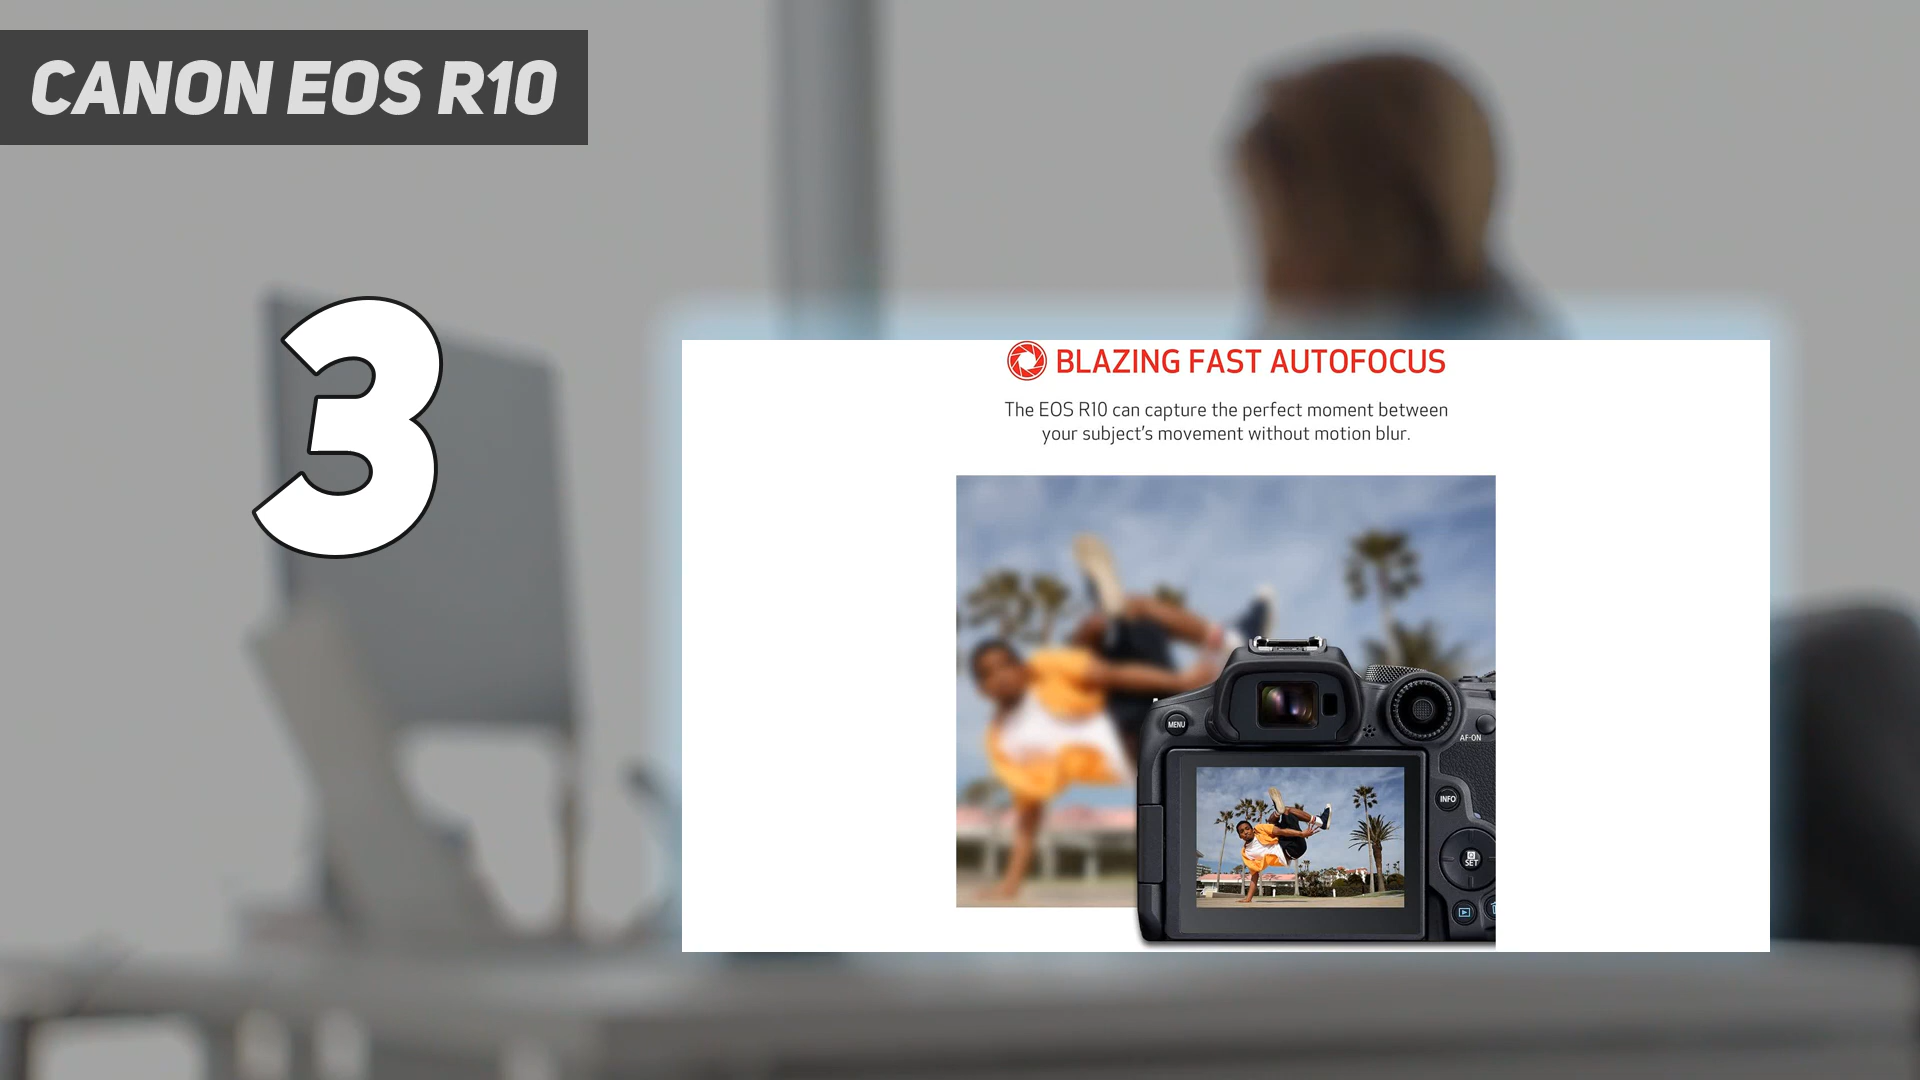 CANON EOS R10
3
BLAZING FAST AUTOFOCUS
The EOS R10 can capture the perfect moment between
your subject's movement without motion blur.
MENU
AF-ON
INFO
Q
SET